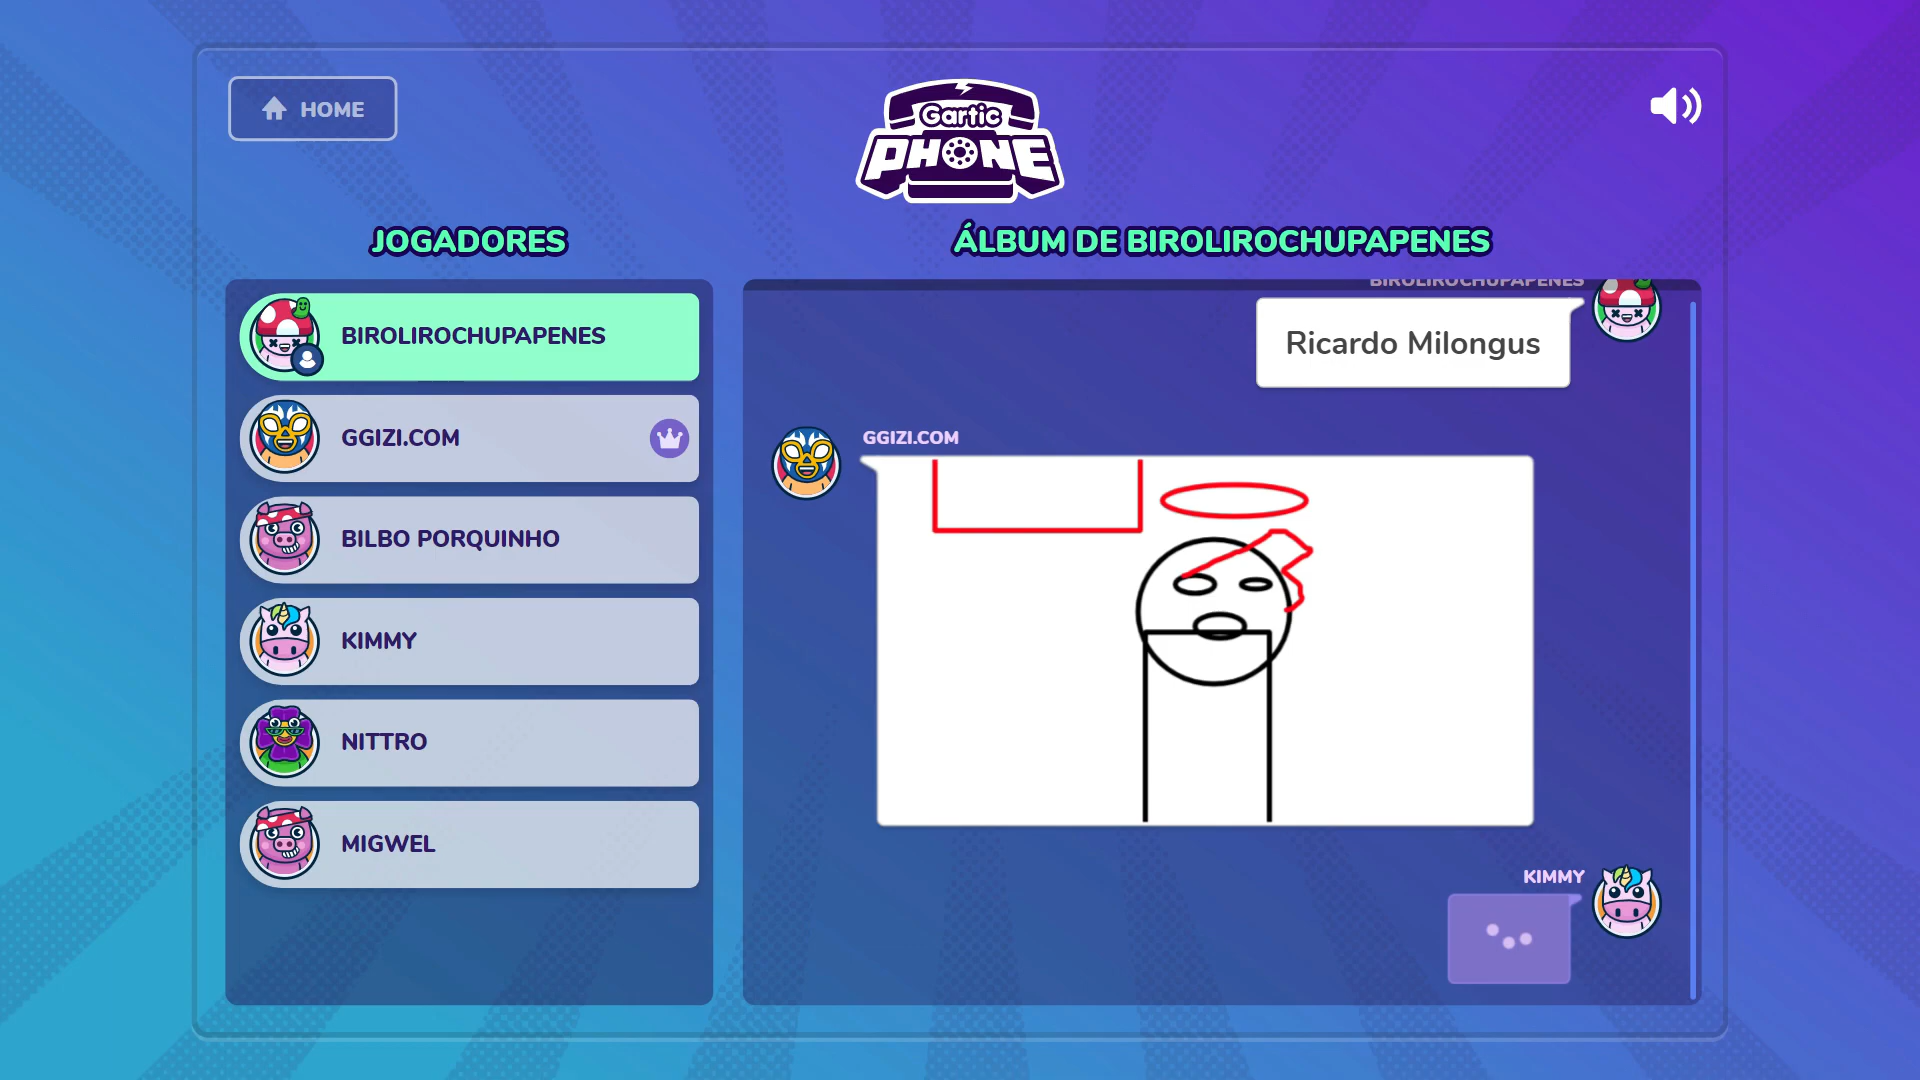 HOME
Gartic
PHONE
JOGADORES
ÁLBUM DE BIROLIROCHUPAPENES
BIROLIROCHUPAPENES
GGIZI.COM
BILBO PORQUINHO
KIMMY
NITTRO
MIGWEL
BIROLIROCHUPAPENES
Ricardo Milongus
GGIZI.COM
KIMMY